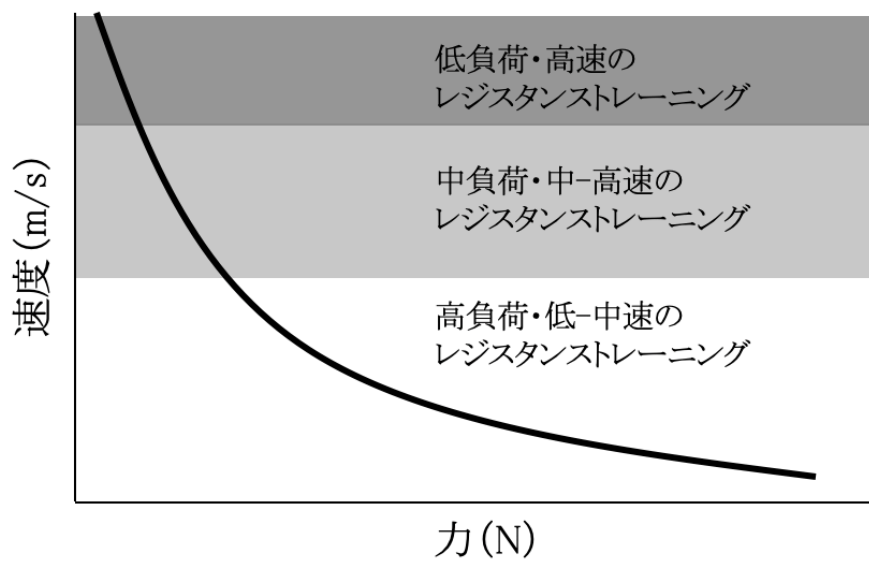 低負荷・高速の
レジスタンストレーニング
中負荷・中-高速の
レジスタンストレーニング
高負荷・低-中速の
レジスタンストレーニング
速度(m/s)
力(N)